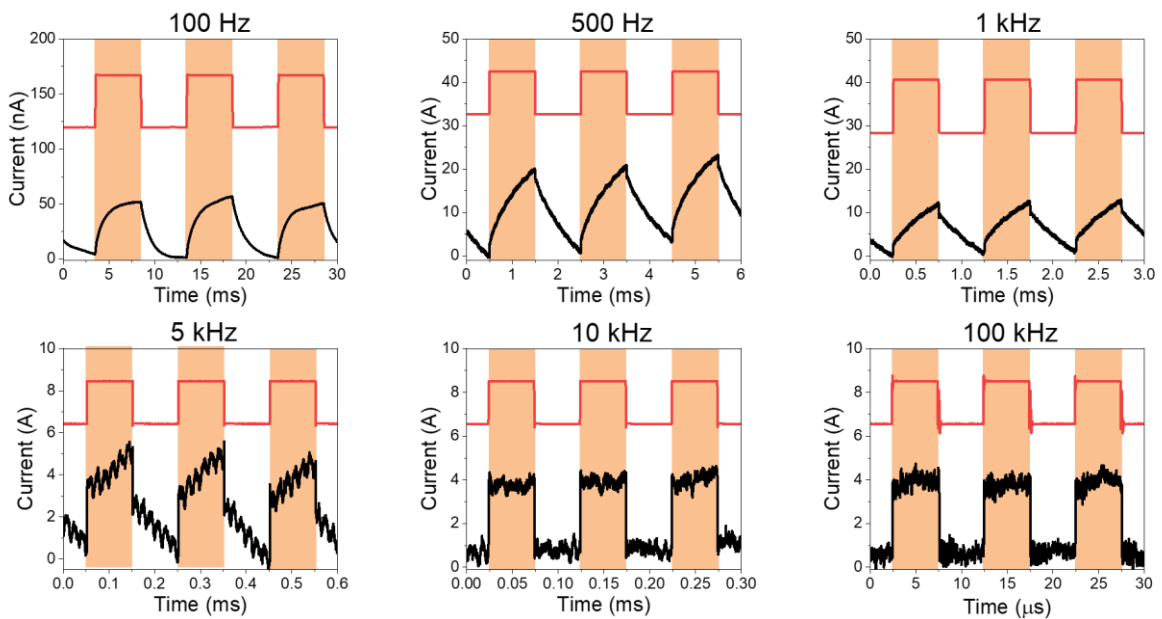 100 Hz
200
150
100
50
0
Current (nA)
0 5 10 15 20 25 30
Time (ms)
500 Hz
50
40
30
20
10
0
Current (A)
0 1 2 3 4 5 6
Time (ms)
1 kHz
50
40
30
20
10
0
Current (A)
0.0 0.5 1.0 1.5 2.0 2.5 3.0
Time (ms)
5 kHz
10
8
6
4
2
0
Current (A)
0.0 0.1 0.2 0.3 0.4 0.5 0.6
Time (ms)
10 kHz
10
8
6
4
2
0
Current (A)
0.00 0.05 0.10 0.15 0.20 0.25 0.30
Time (ms)
100 kHz
10
8
6
4
2
0
Current (A)
0 5 10 15 20 25 30
Time (μs)